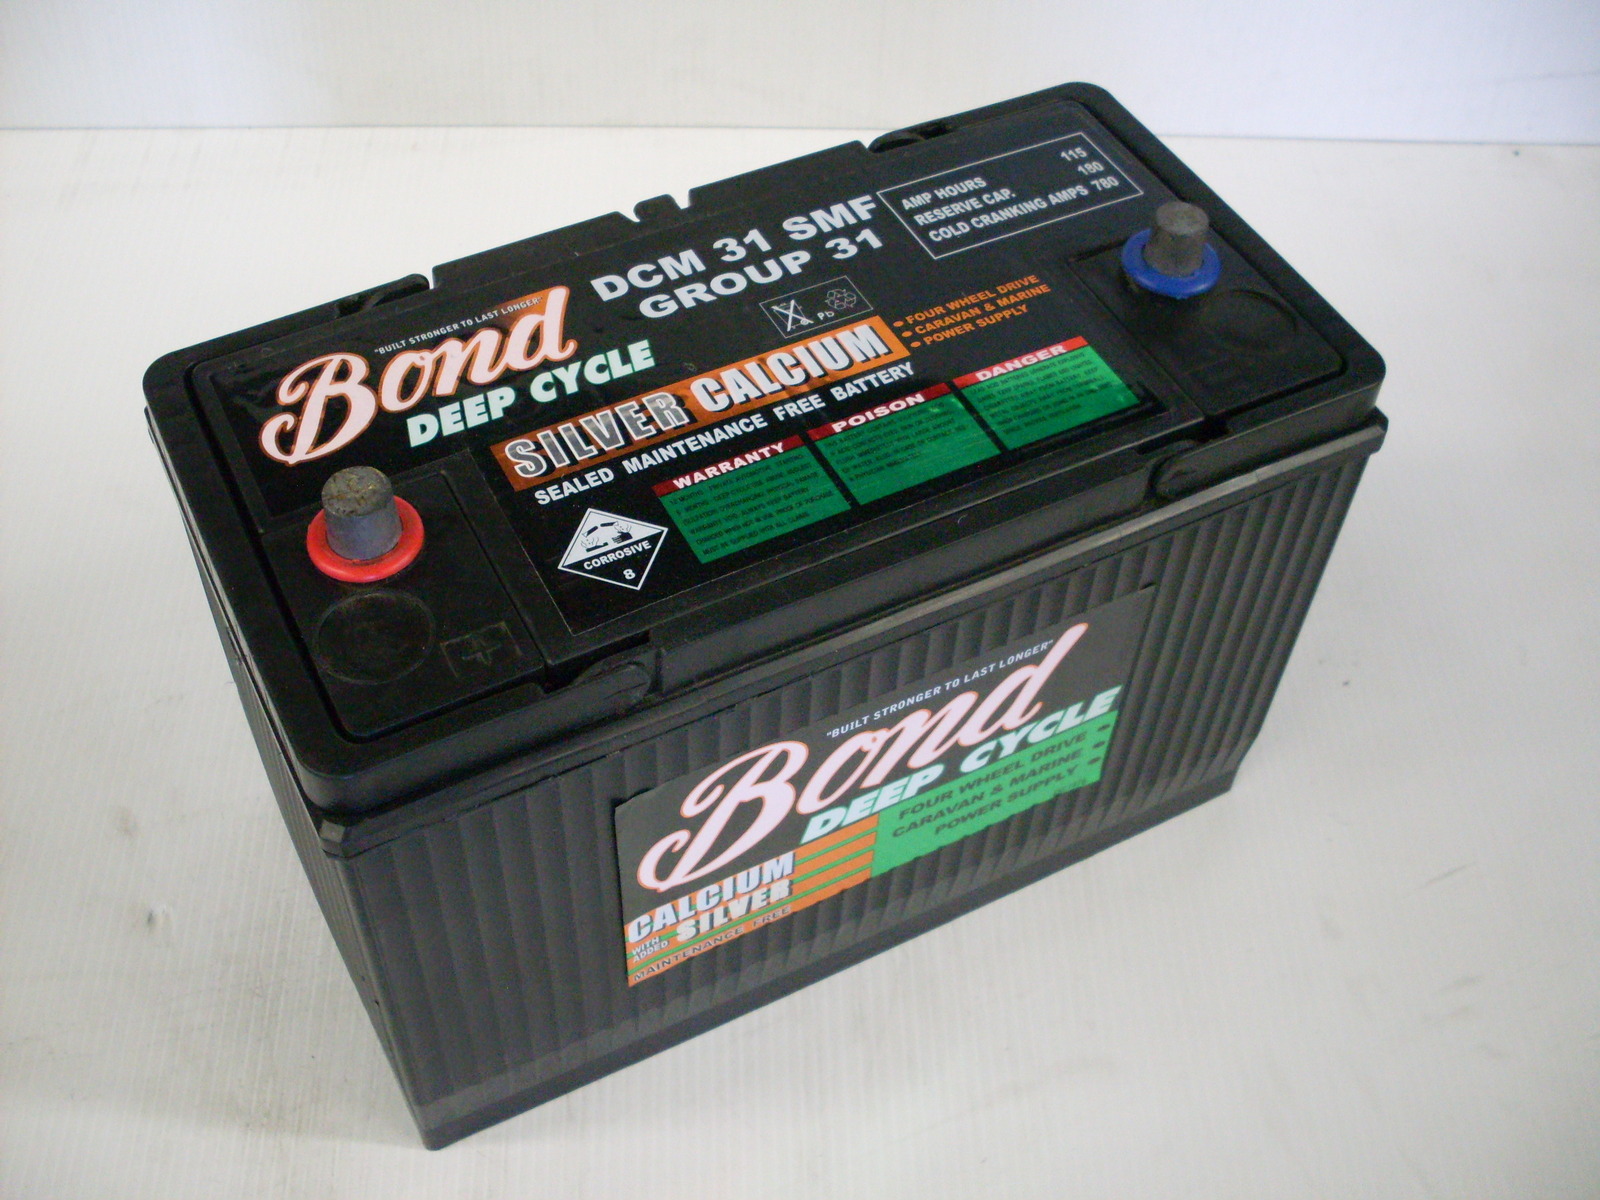 "BUILT STRONGER TO LAST LONGER"
Bond
DEEP CYCLE
DCM 31 SMF
GROUP 31
AMP HOURS 115
RESERVE CAP. 180
COLD CRANKING AMPS 780
Pb
SILVER CALCIUM
SEALED MAINTENANCE FREE BATTERY
• FOUR WHEEL DRIVE
• CARAVAN & MARINE
• POWER SUPPLY
CORROSIVE
8
WARRANTY
POISON
DANGER
+
"BUILT STRONGER TO LAST LONGER"
Bond
DEEP CYCLE
FOUR WHEEL DRIVE •
CARAVAN & MARINE •
POWER SUPPLY •
CALCIUM
WITH ADDED SILVER
MAINTENANCE FREE